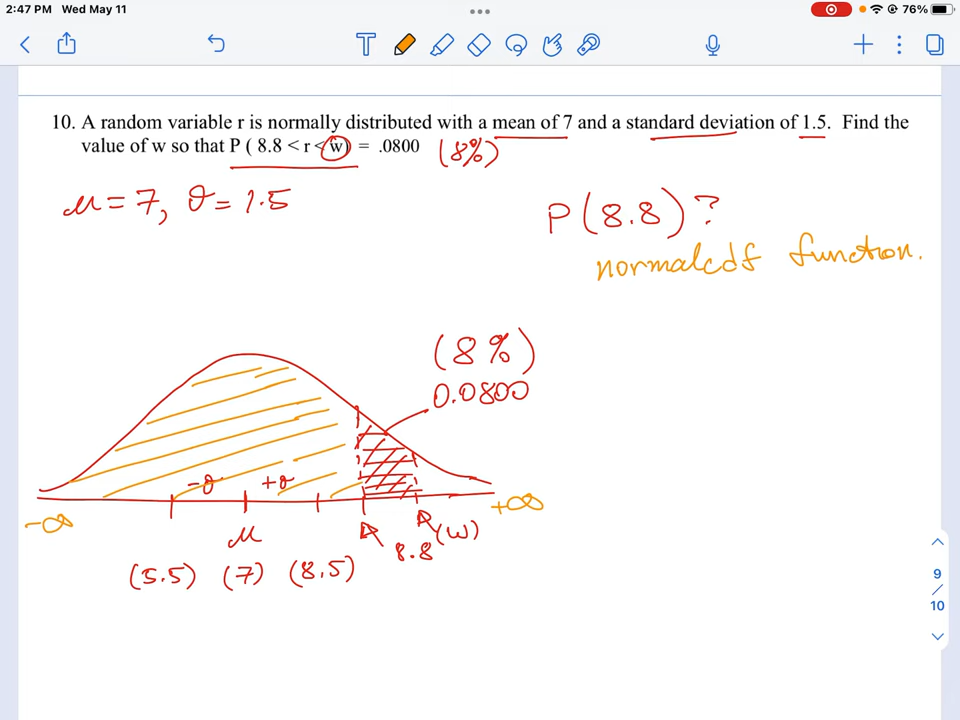 2:47 PM Wed May 11
76%
T
10. A random variable r is normally distributed with a mean of 7 and a standard deviation of 1.5. Find the
value of w so that P ( 8.8 < r < w) = .0800 (8%)
μ = 7, σ = 1.5
P(8.8)?
normalcdf function.
(8%)
0.0800
-σ +σ
-∞ +∞
μ
8.8 (w)
(5.5) (7) (8.5)
9
/
10